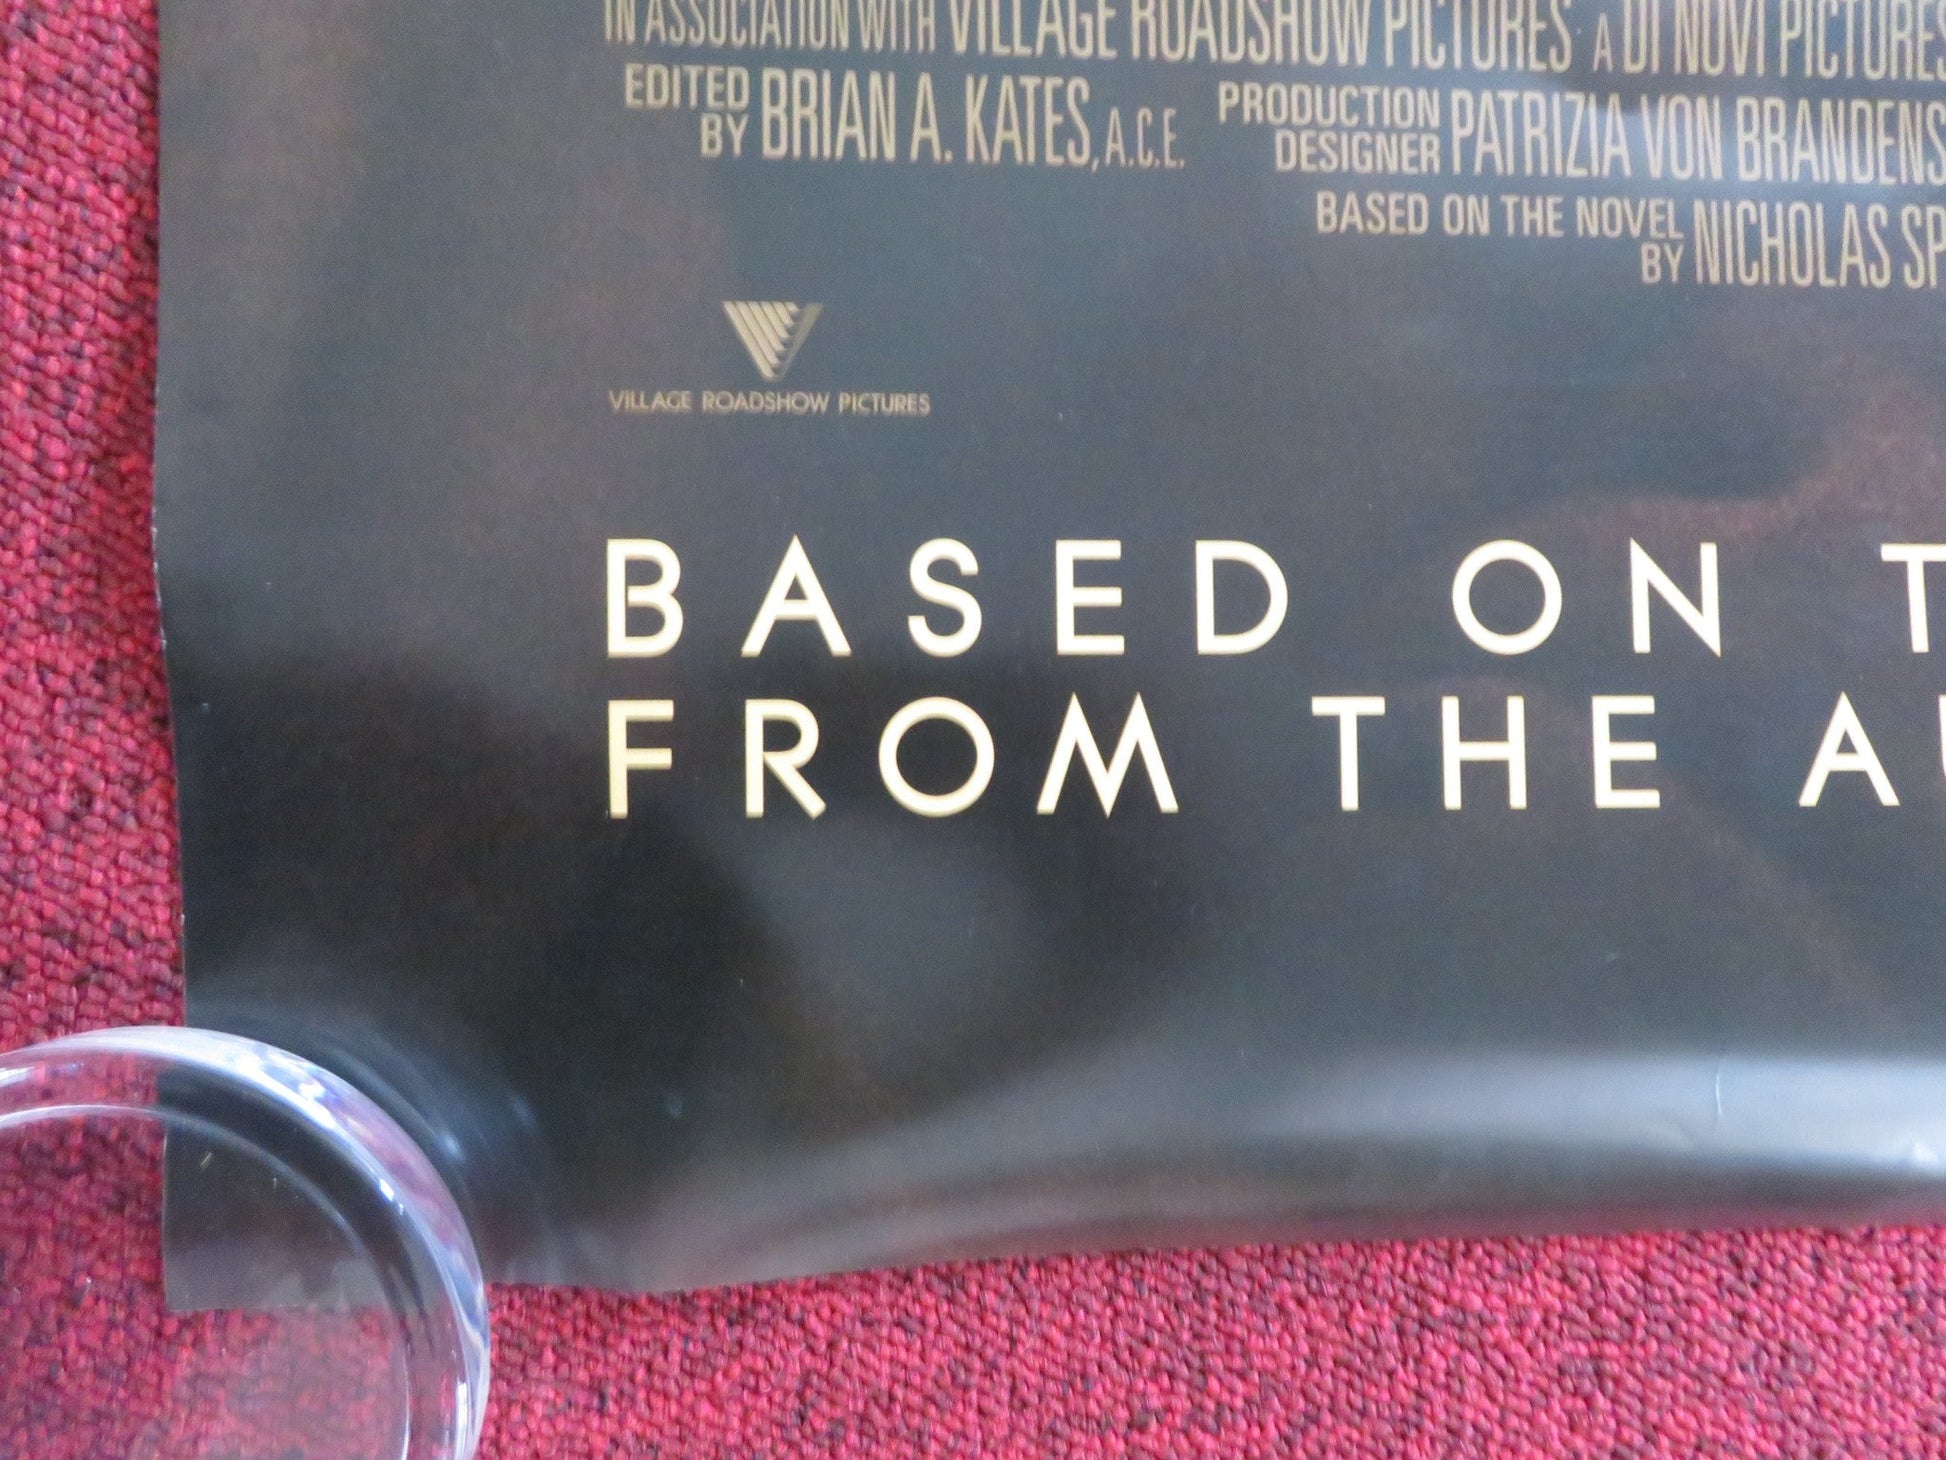 IN ASSOCIATION WITH VILLAGE ROADSHOW PICTURES A DI NOVI PICTURES
EDITED BY BRIAN A. KATES, A.C.E. PRODUCTION DESIGNER PATRIZIA VON BRANDENS
BASED ON THE NOVEL BY NICHOLAS SP
VILLAGE ROADSHOW PICTURES
BASED ON T
FROM THE AU